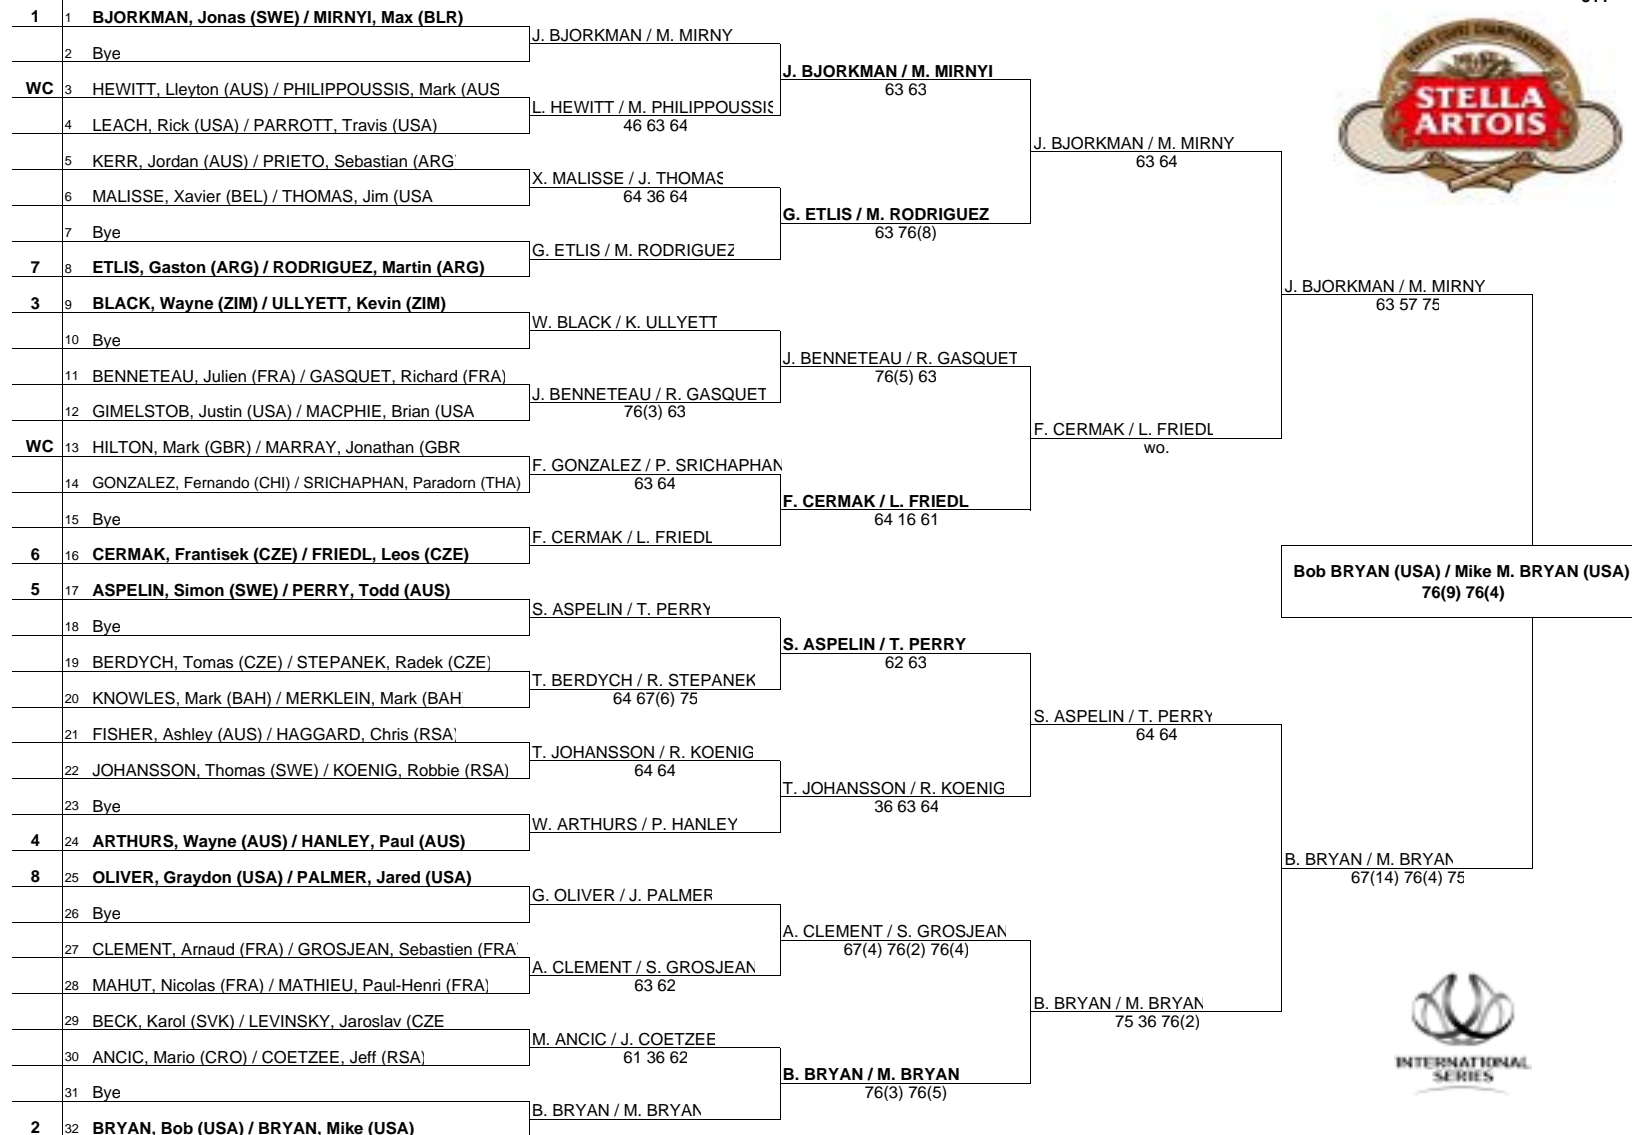 1 1 BJORKMAN, Jonas (SWE) / MIRNYI, Max (BLR)
2 Bye
WC 3 HEWITT, Lleyton (AUS) / PHILIPPOUSSIS, Mark (AUS
4 LEACH, Rick (USA) / PARROTT, Travis (USA)
5 KERR, Jordan (AUS) / PRIETO, Sebastian (ARG
6 MALISSE, Xavier (BEL) / THOMAS, Jim (USA
7 Bye
7 8 ETLIS, Gaston (ARG) / RODRIGUEZ, Martin (ARG)
3 9 BLACK, Wayne (ZIM) / ULLYETT, Kevin (ZIM)
10 Bye
11 BENNETEAU, Julien (FRA) / GASQUET, Richard (FRA)
12 GIMELSTOB, Justin (USA) / MACPHIE, Brian (USA
WC 13 HILTON, Mark (GBR) / MARRAY, Jonathan (GBR
14 GONZALEZ, Fernando (CHI) / SRICHAPHAN, Paradorn (THA)
15 Bye
6 16 CERMAK, Frantisek (CZE) / FRIEDL, Leos (CZE)
5 17 ASPELIN, Simon (SWE) / PERRY, Todd (AUS)
18 Bye
19 BERDYCH, Tomas (CZE) / STEPANEK, Radek (CZE)
20 KNOWLES, Mark (BAH) / MERKLEIN, Mark (BAH
21 FISHER, Ashley (AUS) / HAGGARD, Chris (RSA)
22 JOHANSSON, Thomas (SWE) / KOENIG, Robbie (RSA)
23 Bye
4 24 ARTHURS, Wayne (AUS) / HANLEY, Paul (AUS)
8 25 OLIVER, Graydon (USA) / PALMER, Jared (USA)
26 Bye
27 CLEMENT, Arnaud (FRA) / GROSJEAN, Sebastien (FRA
28 MAHUT, Nicolas (FRA) / MATHIEU, Paul-Henri (FRA)
29 BECK, Karol (SVK) / LEVINSKY, Jaroslav (CZE
30 ANCIC, Mario (CRO) / COETZEE, Jeff (RSA)
31 Bye
2 32 BRYAN, Bob (USA) / BRYAN, Mike (USA)
J. BJORKMAN / M. MIRNY
L. HEWITT / M. PHILIPPOUSSIS
46 63 64
X. MALISSE / J. THOMAS
64 36 64
G. ETLIS / M. RODRIGUEZ
W. BLACK / K. ULLYETT
J. BENNETEAU / R. GASQUET
76(3) 63
F. GONZALEZ / P. SRICHAPHAN
63 64
F. CERMAK / L. FRIEDL
S. ASPELIN / T. PERRY
T. BERDYCH / R. STEPANEK
64 67(6) 75
T. JOHANSSON / R. KOENIG
64 64
W. ARTHURS / P. HANLEY
G. OLIVER / J. PALMER
A. CLEMENT / S. GROSJEAN
63 62
M. ANCIC / J. COETZEE
61 36 62
B. BRYAN / M. BRYAN
J. BJORKMAN / M. MIRNYI
63 63
G. ETLIS / M. RODRIGUEZ
63 76(8)
J. BENNETEAU / R. GASQUET
76(5) 63
F. CERMAK / L. FRIEDL
64 16 61
S. ASPELIN / T. PERRY
62 63
T. JOHANSSON / R. KOENIG
36 63 64
A. CLEMENT / S. GROSJEAN
67(4) 76(2) 76(4)
B. BRYAN / M. BRYAN
76(3) 76(5)
J. BJORKMAN / M. MIRNY
63 64
F. CERMAK / L. FRIEDL
wo.
S. ASPELIN / T. PERRY
64 64
B. BRYAN / M. BRYAN
75 36 76(2)
J. BJORKMAN / M. MIRNY
63 57 75
B. BRYAN / M. BRYAN
67(14) 76(4) 75
Bob BRYAN (USA) / Mike M. BRYAN (USA)
76(9) 76(4)
STELLA
ARTOIS
INTERNATIONAL
SERIES